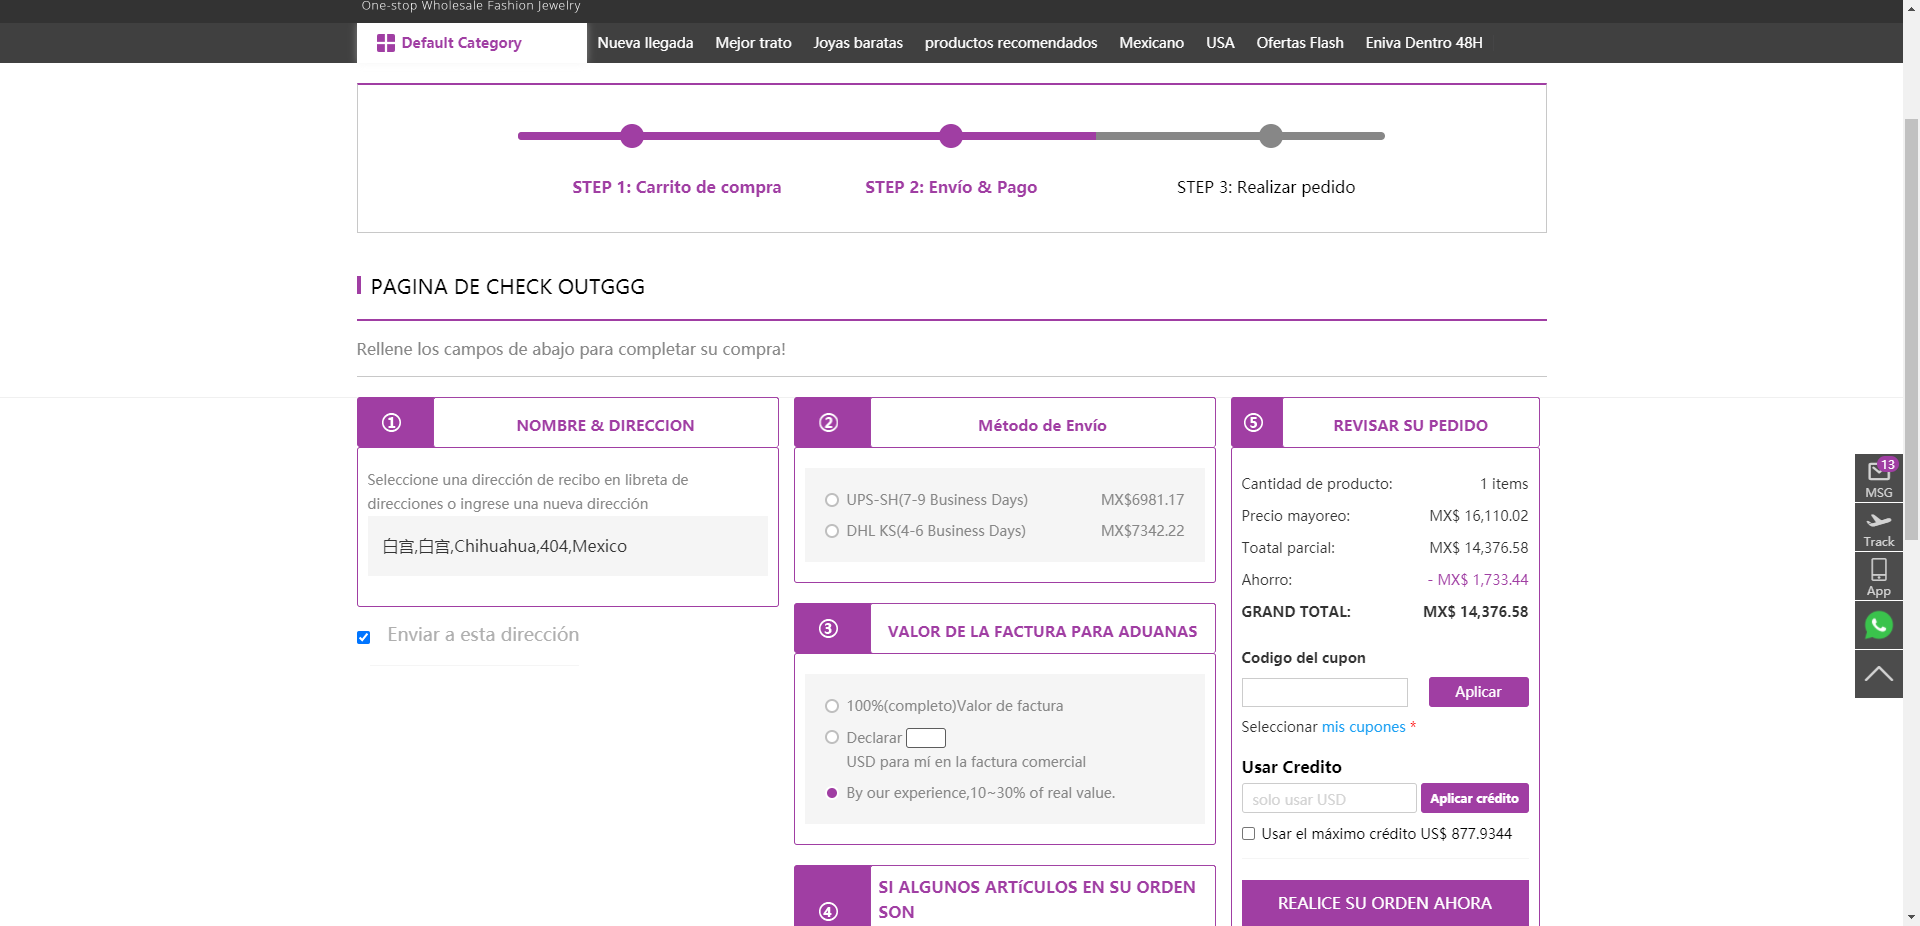 One-stop Wholesale Fashion Jewelry
Default Category
Nueva llegada
Mejor trato
Joyas baratas
productos recomendados
Mexicano
USA
Ofertas Flash
Eniva Dentro 48H
STEP 1: Carrito de compra
STEP 2: Envío & Pago
STEP 3: Realizar pedido
PAGINA DE CHECK OUTGGG
Rellene los campos de abajo para completar su compra!
① NOMBRE & DIRECCION
Seleccione una dirección de recibo en libreta de
direcciones o ingrese una nueva dirección
白宫,白宫,Chihuahua,404,Mexico
Enviar a esta dirección
② Método de Envío
UPS-SH(7-9 Business Days) MX$6981.17
DHL KS(4-6 Business Days) MX$7342.22
③ VALOR DE LA FACTURA PARA ADUANAS
100%(completo)Valor de factura
Declarar
USD para mí en la factura comercial
By our experience,10~30% of real value.
④ SI ALGUNOS ARTíCULOS EN SU ORDEN
SON
⑤ REVISAR SU PEDIDO
Cantidad de producto: 1 items
Precio mayoreo: MX$ 16,110.02
Toatal parcial: MX$ 14,376.58
Ahorro: - MX$ 1,733.44
GRAND TOTAL: MX$ 14,376.58
Codigo del cupon
Aplicar
Seleccionar mis cupones *
Usar Credito
solo usar USD Aplicar crédito
Usar el máximo crédito US$ 877.9344
REALICE SU ORDEN AHORA
13
MSG
Track
App